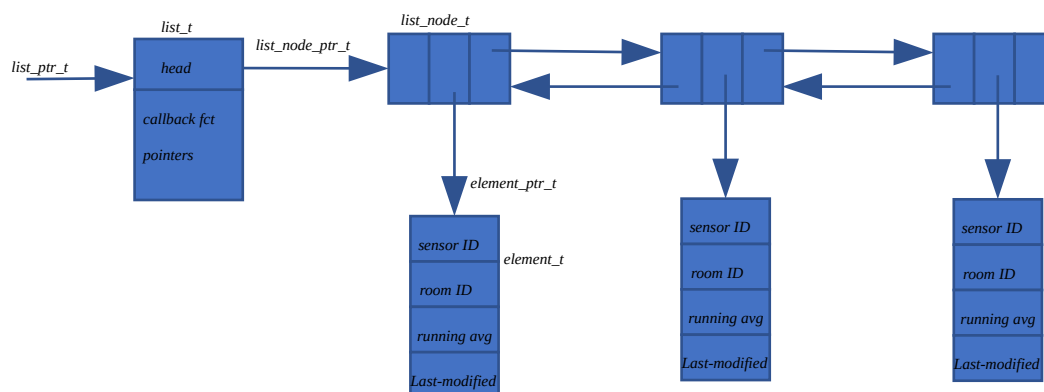 list_t
list_node_t
list_node_ptr_t
list_ptr_t
head
callback fct
pointers
element_ptr_t
element_t
sensor ID
room ID
running avg
Last-modified
sensor ID
room ID
running avg
Last-modified
sensor ID
room ID
running avg
Last-modified